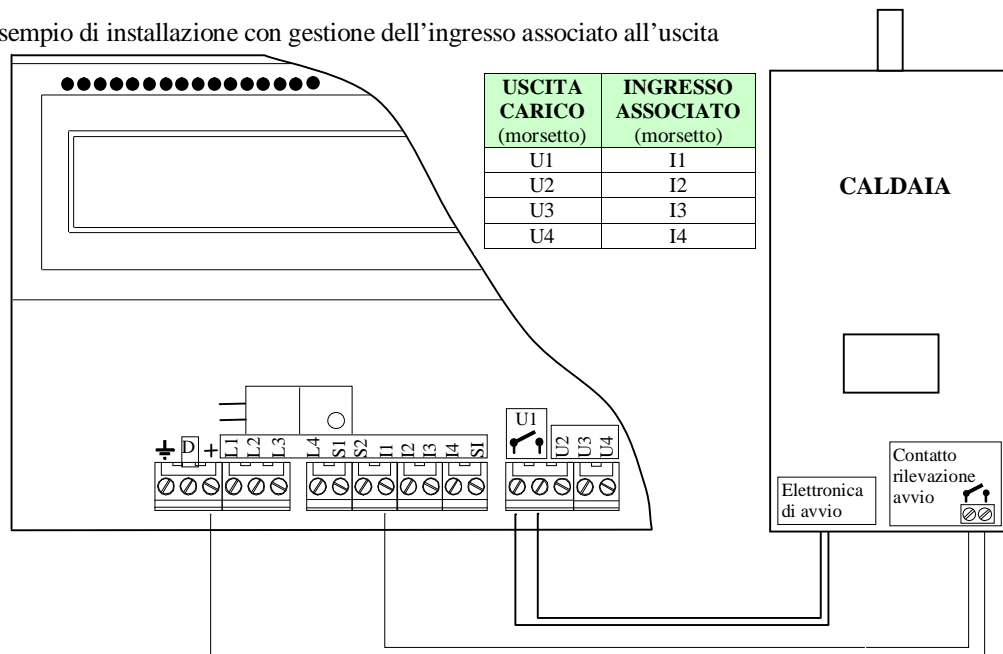 sempio di installazione con gestione dell'ingresso associato all'uscita
USCITA CARICO (morsetto) INGRESSO ASSOCIATO (morsetto)
U1 I1
U2 I2
U3 I3
U4 I4
CALDAIA
D + L1 L2 L3 L4 S1 S2 I1 I2 I3 I4 SI
U1
U2 U3 U4
Elettronica
di avvio
Contatto
rilevazione
avvio